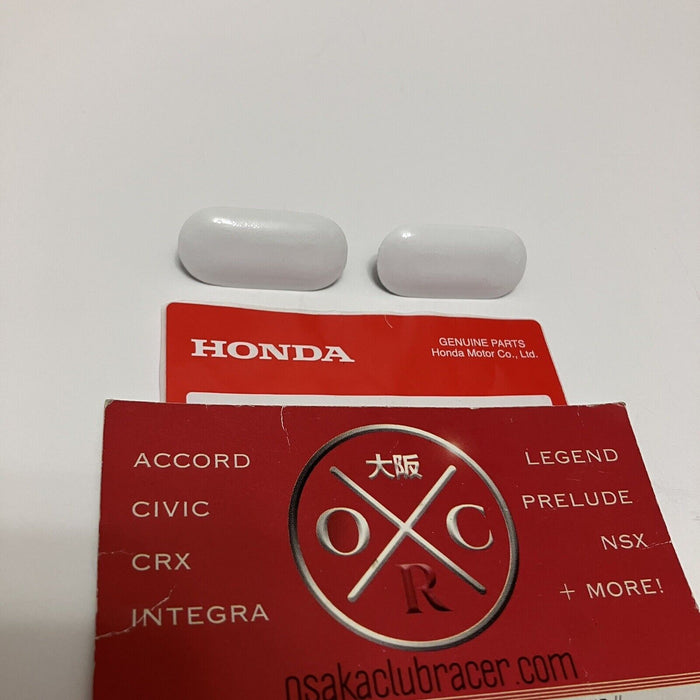 HONDA
GENUINE PARTS
Honda Motor Co., Ltd.
ACCORD
CIVIC
CRX
INTEGRA
大阪
O C
R
LEGEND
PRELUDE
NSX
+ MORE!
osakaclubracer.com